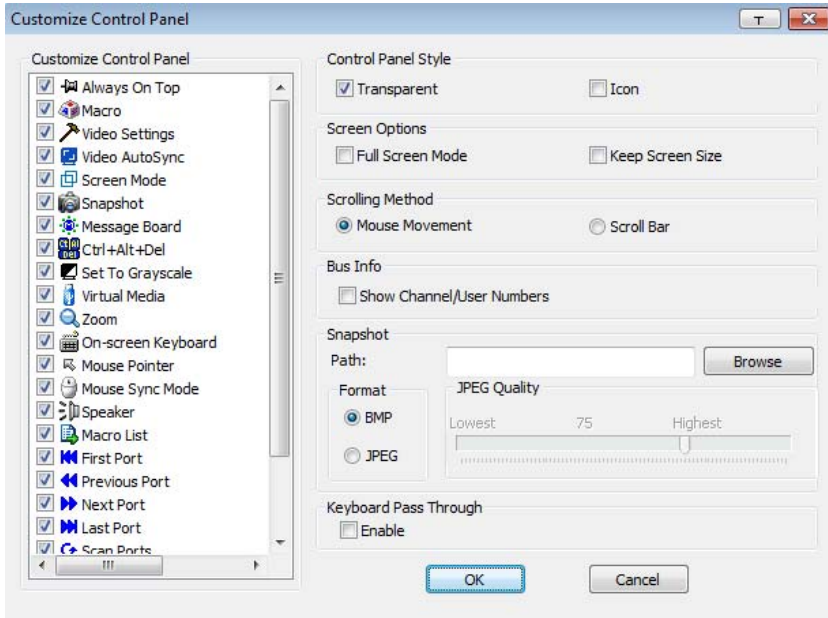 Customize Control Panel
Customize Control Panel
Always On Top
Macro
Video Settings
Video AutoSync
Screen Mode
Snapshot
Message Board
Ctrl+Alt+Del
Set To Grayscale
Virtual Media
Zoom
On-screen Keyboard
Mouse Pointer
Mouse Sync Mode
Speaker
Macro List
First Port
Previous Port
Next Port
Last Port
Scan Ports
Control Panel Style
Transparent Icon
Screen Options
Full Screen Mode Keep Screen Size
Scrolling Method
Mouse Movement Scroll Bar
Bus Info
Show Channel/User Numbers
Snapshot
Path: Browse
Format
BMP
JPEG
JPEG Quality
Lowest 75 Highest
Keyboard Pass Through
Enable
OK Cancel